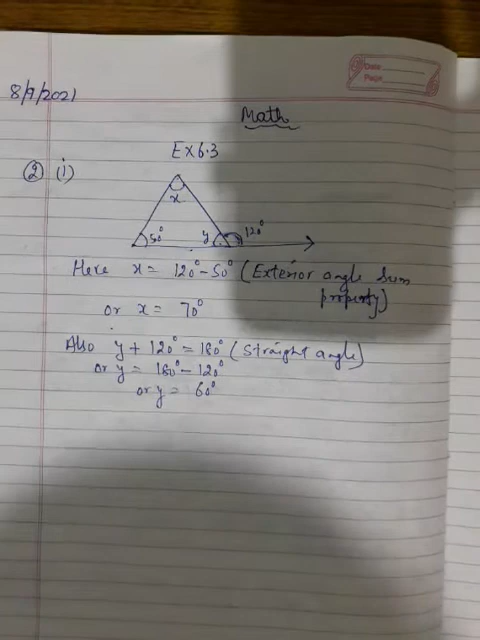 Date
Page
8/9/2021
Math
Ex 6.3
② (i)
x
50° y 120°
Here x = 120° - 50° (Exterior angle sum
property)
or x = 70°
Also y + 120° = 180° (straight angle)
or y = 180° - 120°
or y = 60°